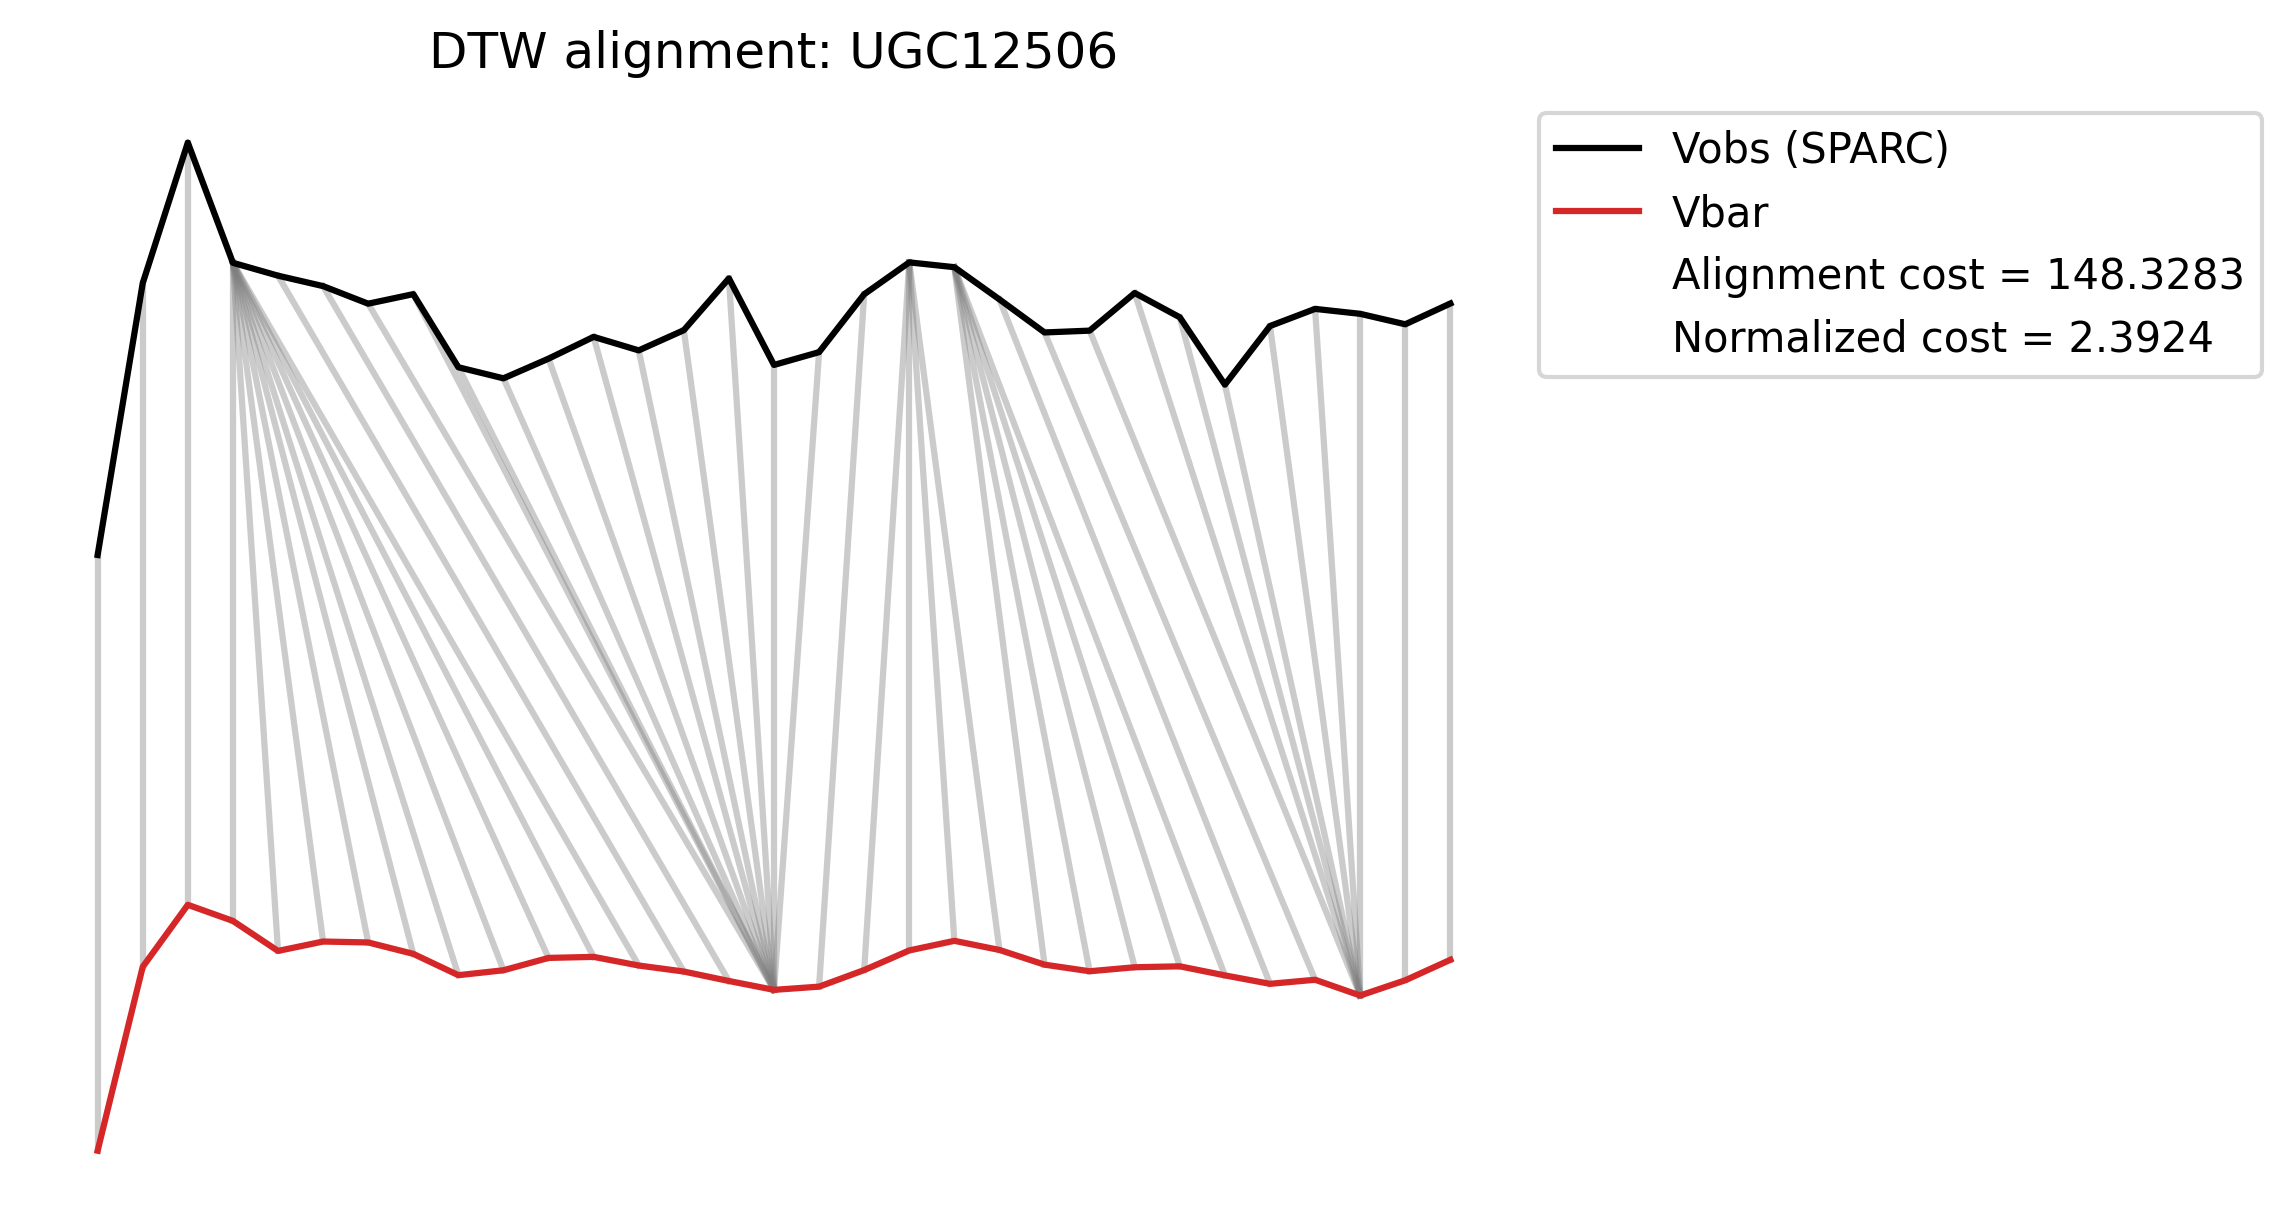 DTW alignment: UGC12506
Vobs (SPARC)
Vbar
Alignment cost = 148.3283
Normalized cost = 2.3924